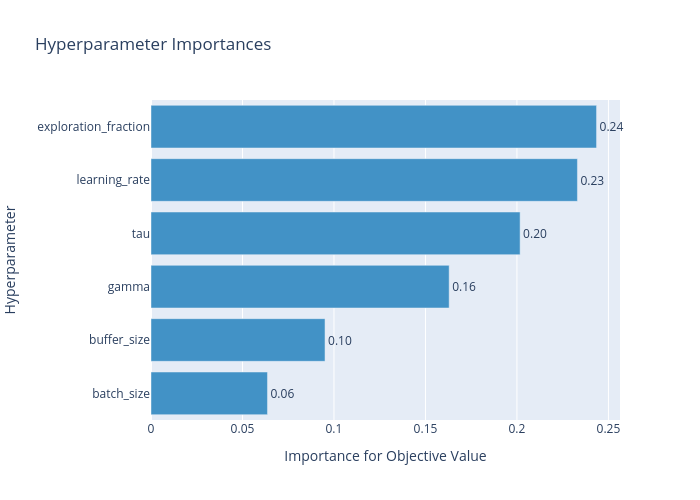 Hyperparameter Importances
Hyperparameter
exploration_fraction 0.24
learning_rate 0.23
tau 0.20
gamma 0.16
buffer_size 0.10
batch_size 0.06
0 0.05 0.1 0.15 0.2 0.25
Importance for Objective Value